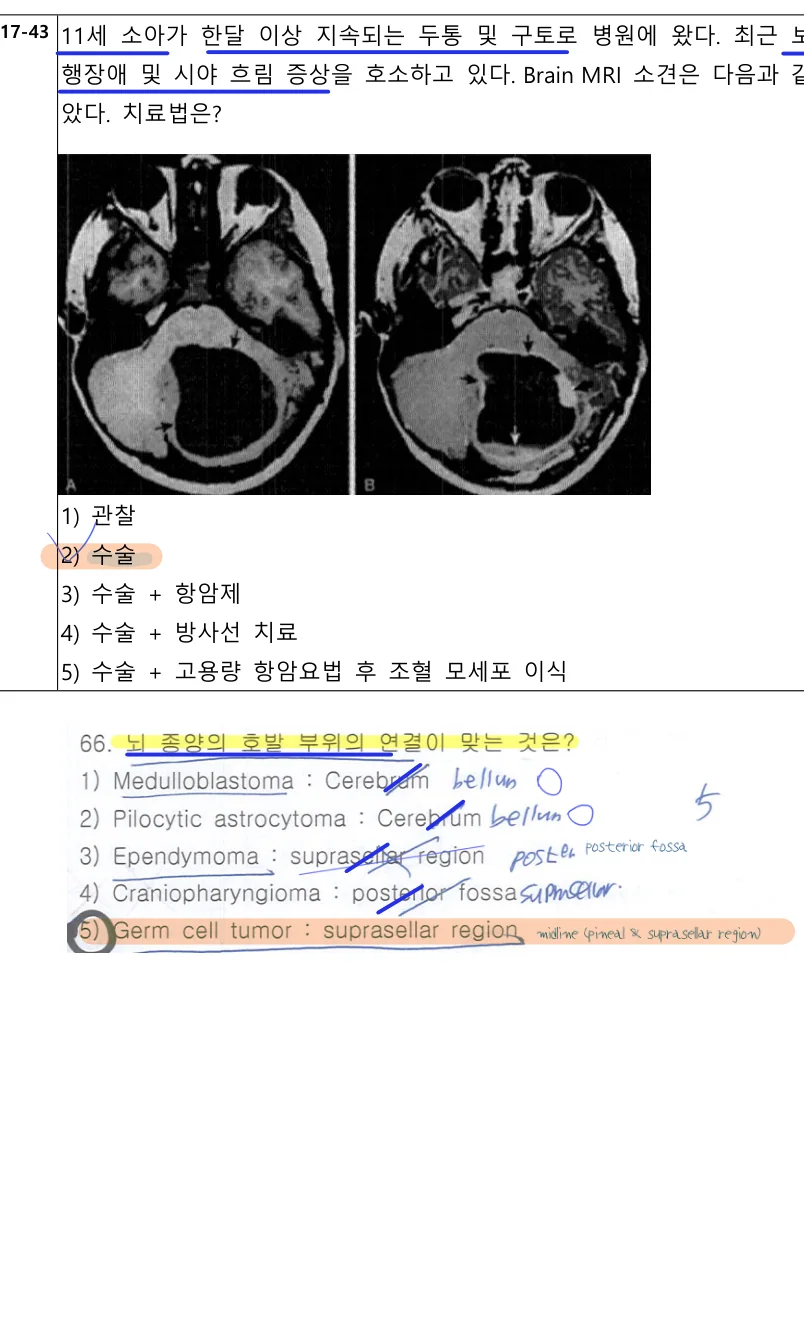 17-43 11세 소아가 한달 이상 지속되는 두통 및 구토로 병원에 왔다. 최근 보
행장애 및 시야 흐림 증상을 호소하고 있다. Brain MRI 소견은 다음과 같
았다. 치료법은?
A B
1) 관찰
2) 수술
3) 수술 + 항암제
4) 수술 + 방사선 치료
5) 수술 + 고용량 항암요법 후 조혈 모세포 이식
66. 뇌 종양의 호발 부위의 연결이 맞는 것은?
1) Medulloblastoma : Cerebrum bellum
2) Pilocytic astrocytoma : Cerebrum bellum 5
3) Ependymoma : suprasellar region poster posterior fossa
4) Craniopharyngioma : posterior fossa suprasellar.
5) Germ cell tumor : suprasellar region midline (pineal & suprasellar region)